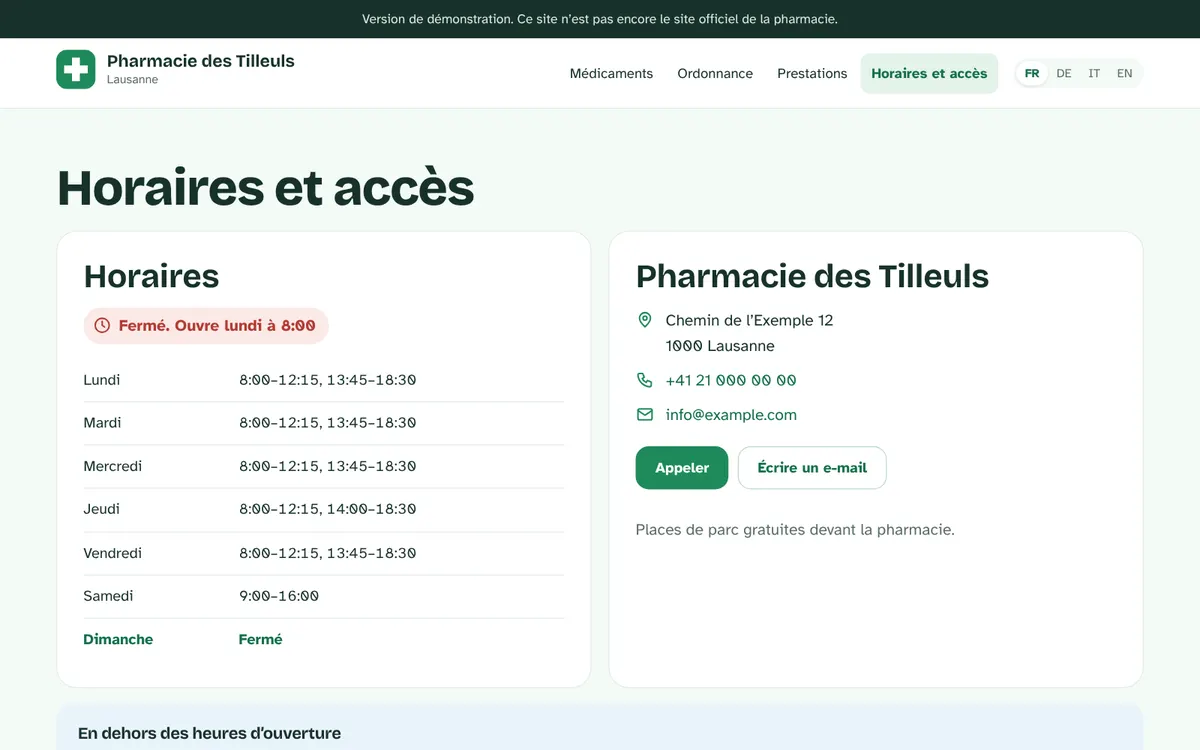 Version de démonstration. Ce site n’est pas encore le site officiel de la pharmacie.
Pharmacie des Tilleuls
Lausanne
Médicaments Ordonnance Prestations Horaires et accès FR DE IT EN
Horaires et accès
Horaires
Fermé. Ouvre lundi à 8:00
Lundi 8:00–12:15, 13:45–18:30
Mardi 8:00–12:15, 13:45–18:30
Mercredi 8:00–12:15, 13:45–18:30
Jeudi 8:00–12:15, 14:00–18:30
Vendredi 8:00–12:15, 13:45–18:30
Samedi 9:00–16:00
Dimanche Fermé
Pharmacie des Tilleuls
Chemin de l’Exemple 12
1000 Lausanne
+41 21 000 00 00
info@example.com
Appeler Écrire un e-mail
Places de parc gratuites devant la pharmacie.
En dehors des heures d’ouverture